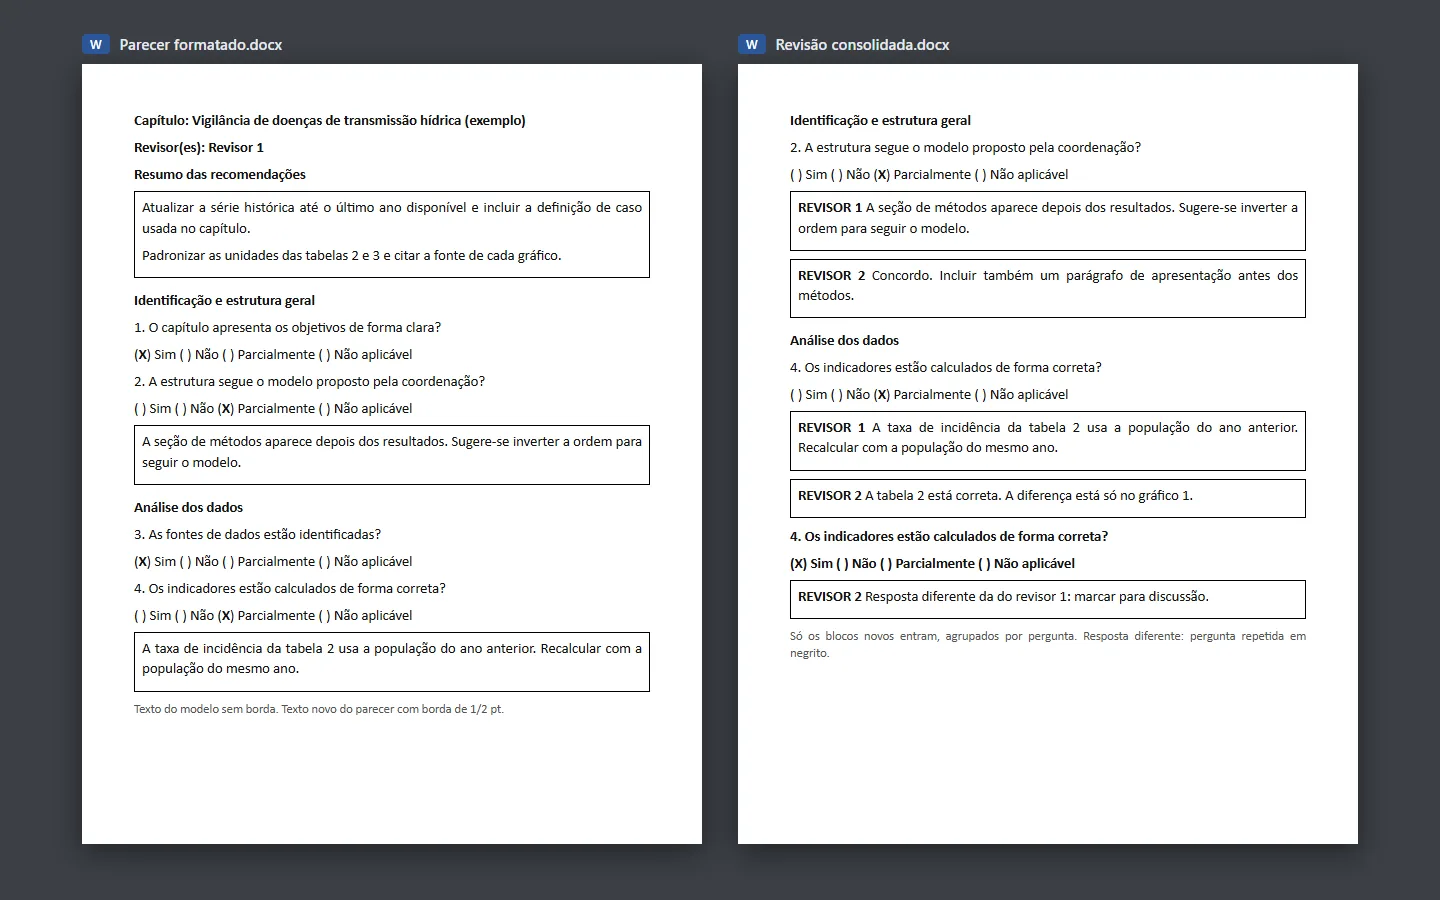 W Parecer formatado.docx
Capítulo: Vigilância de doenças de transmissão hídrica (exemplo)
Revisor(es): Revisor 1
Resumo das recomendações
Atualizar a série histórica até o último ano disponível e incluir a definição de caso
usada no capítulo.
Padronizar as unidades das tabelas 2 e 3 e citar a fonte de cada gráfico.
Identificação e estrutura geral
1. O capítulo apresenta os objetivos de forma clara?
(X) Sim ( ) Não ( ) Parcialmente ( ) Não aplicável
2. A estrutura segue o modelo proposto pela coordenação?
( ) Sim ( ) Não (X) Parcialmente ( ) Não aplicável
A seção de métodos aparece depois dos resultados. Sugere-se inverter a ordem para
seguir o modelo.
Análise dos dados
3. As fontes de dados estão identificadas?
(X) Sim ( ) Não ( ) Parcialmente ( ) Não aplicável
4. Os indicadores estão calculados de forma correta?
( ) Sim ( ) Não (X) Parcialmente ( ) Não aplicável
A taxa de incidência da tabela 2 usa a população do ano anterior. Recalcular com a
população do mesmo ano.
Texto do modelo sem borda. Texto novo do parecer com borda de 1/2 pt.
W Revisão consolidada.docx
Identificação e estrutura geral
2. A estrutura segue o modelo proposto pela coordenação?
( ) Sim ( ) Não (X) Parcialmente ( ) Não aplicável
REVISOR 1 A seção de métodos aparece depois dos resultados. Sugere-se inverter a
ordem para seguir o modelo.
REVISOR 2 Concordo. Incluir também um parágrafo de apresentação antes dos
métodos.
Análise dos dados
4. Os indicadores estão calculados de forma correta?
( ) Sim ( ) Não (X) Parcialmente ( ) Não aplicável
REVISOR 1 A taxa de incidência da tabela 2 usa a população do ano anterior.
Recalcular com a população do mesmo ano.
REVISOR 2 A tabela 2 está correta. A diferença está só no gráfico 1.
4. Os indicadores estão calculados de forma correta?
(X) Sim ( ) Não ( ) Parcialmente ( ) Não aplicável
REVISOR 2 Resposta diferente da do revisor 1: marcar para discussão.
Só os blocos novos entram, agrupados por pergunta. Resposta diferente: pergunta repetida em
negrito.